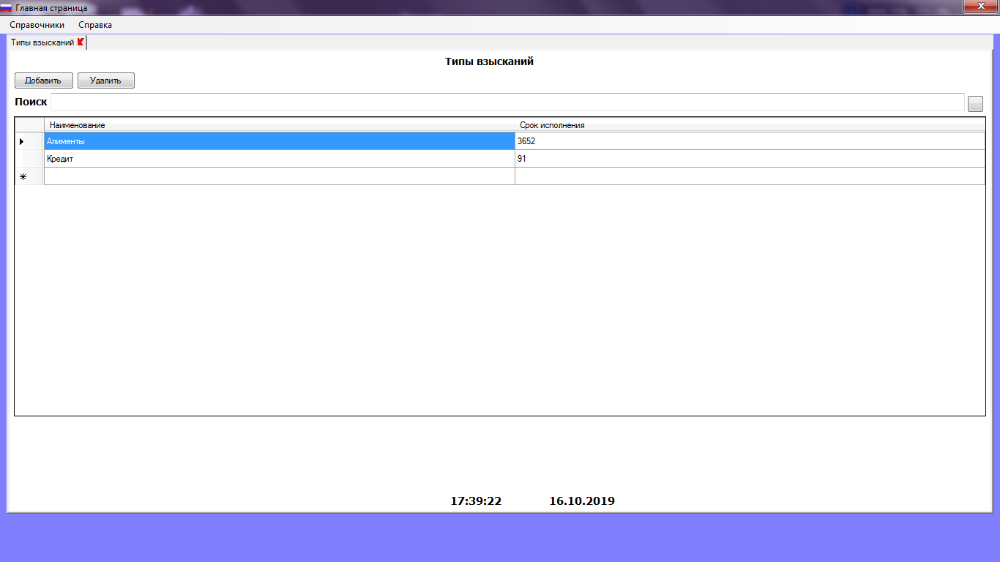 Главная страница
Справочники Справка
Типы взысканий
Типы взысканий
Добавить Удалить
Поиск
Наименование Срок исполнения
Алименты 3652
Кредит 91
17:39:22 16.10.2019